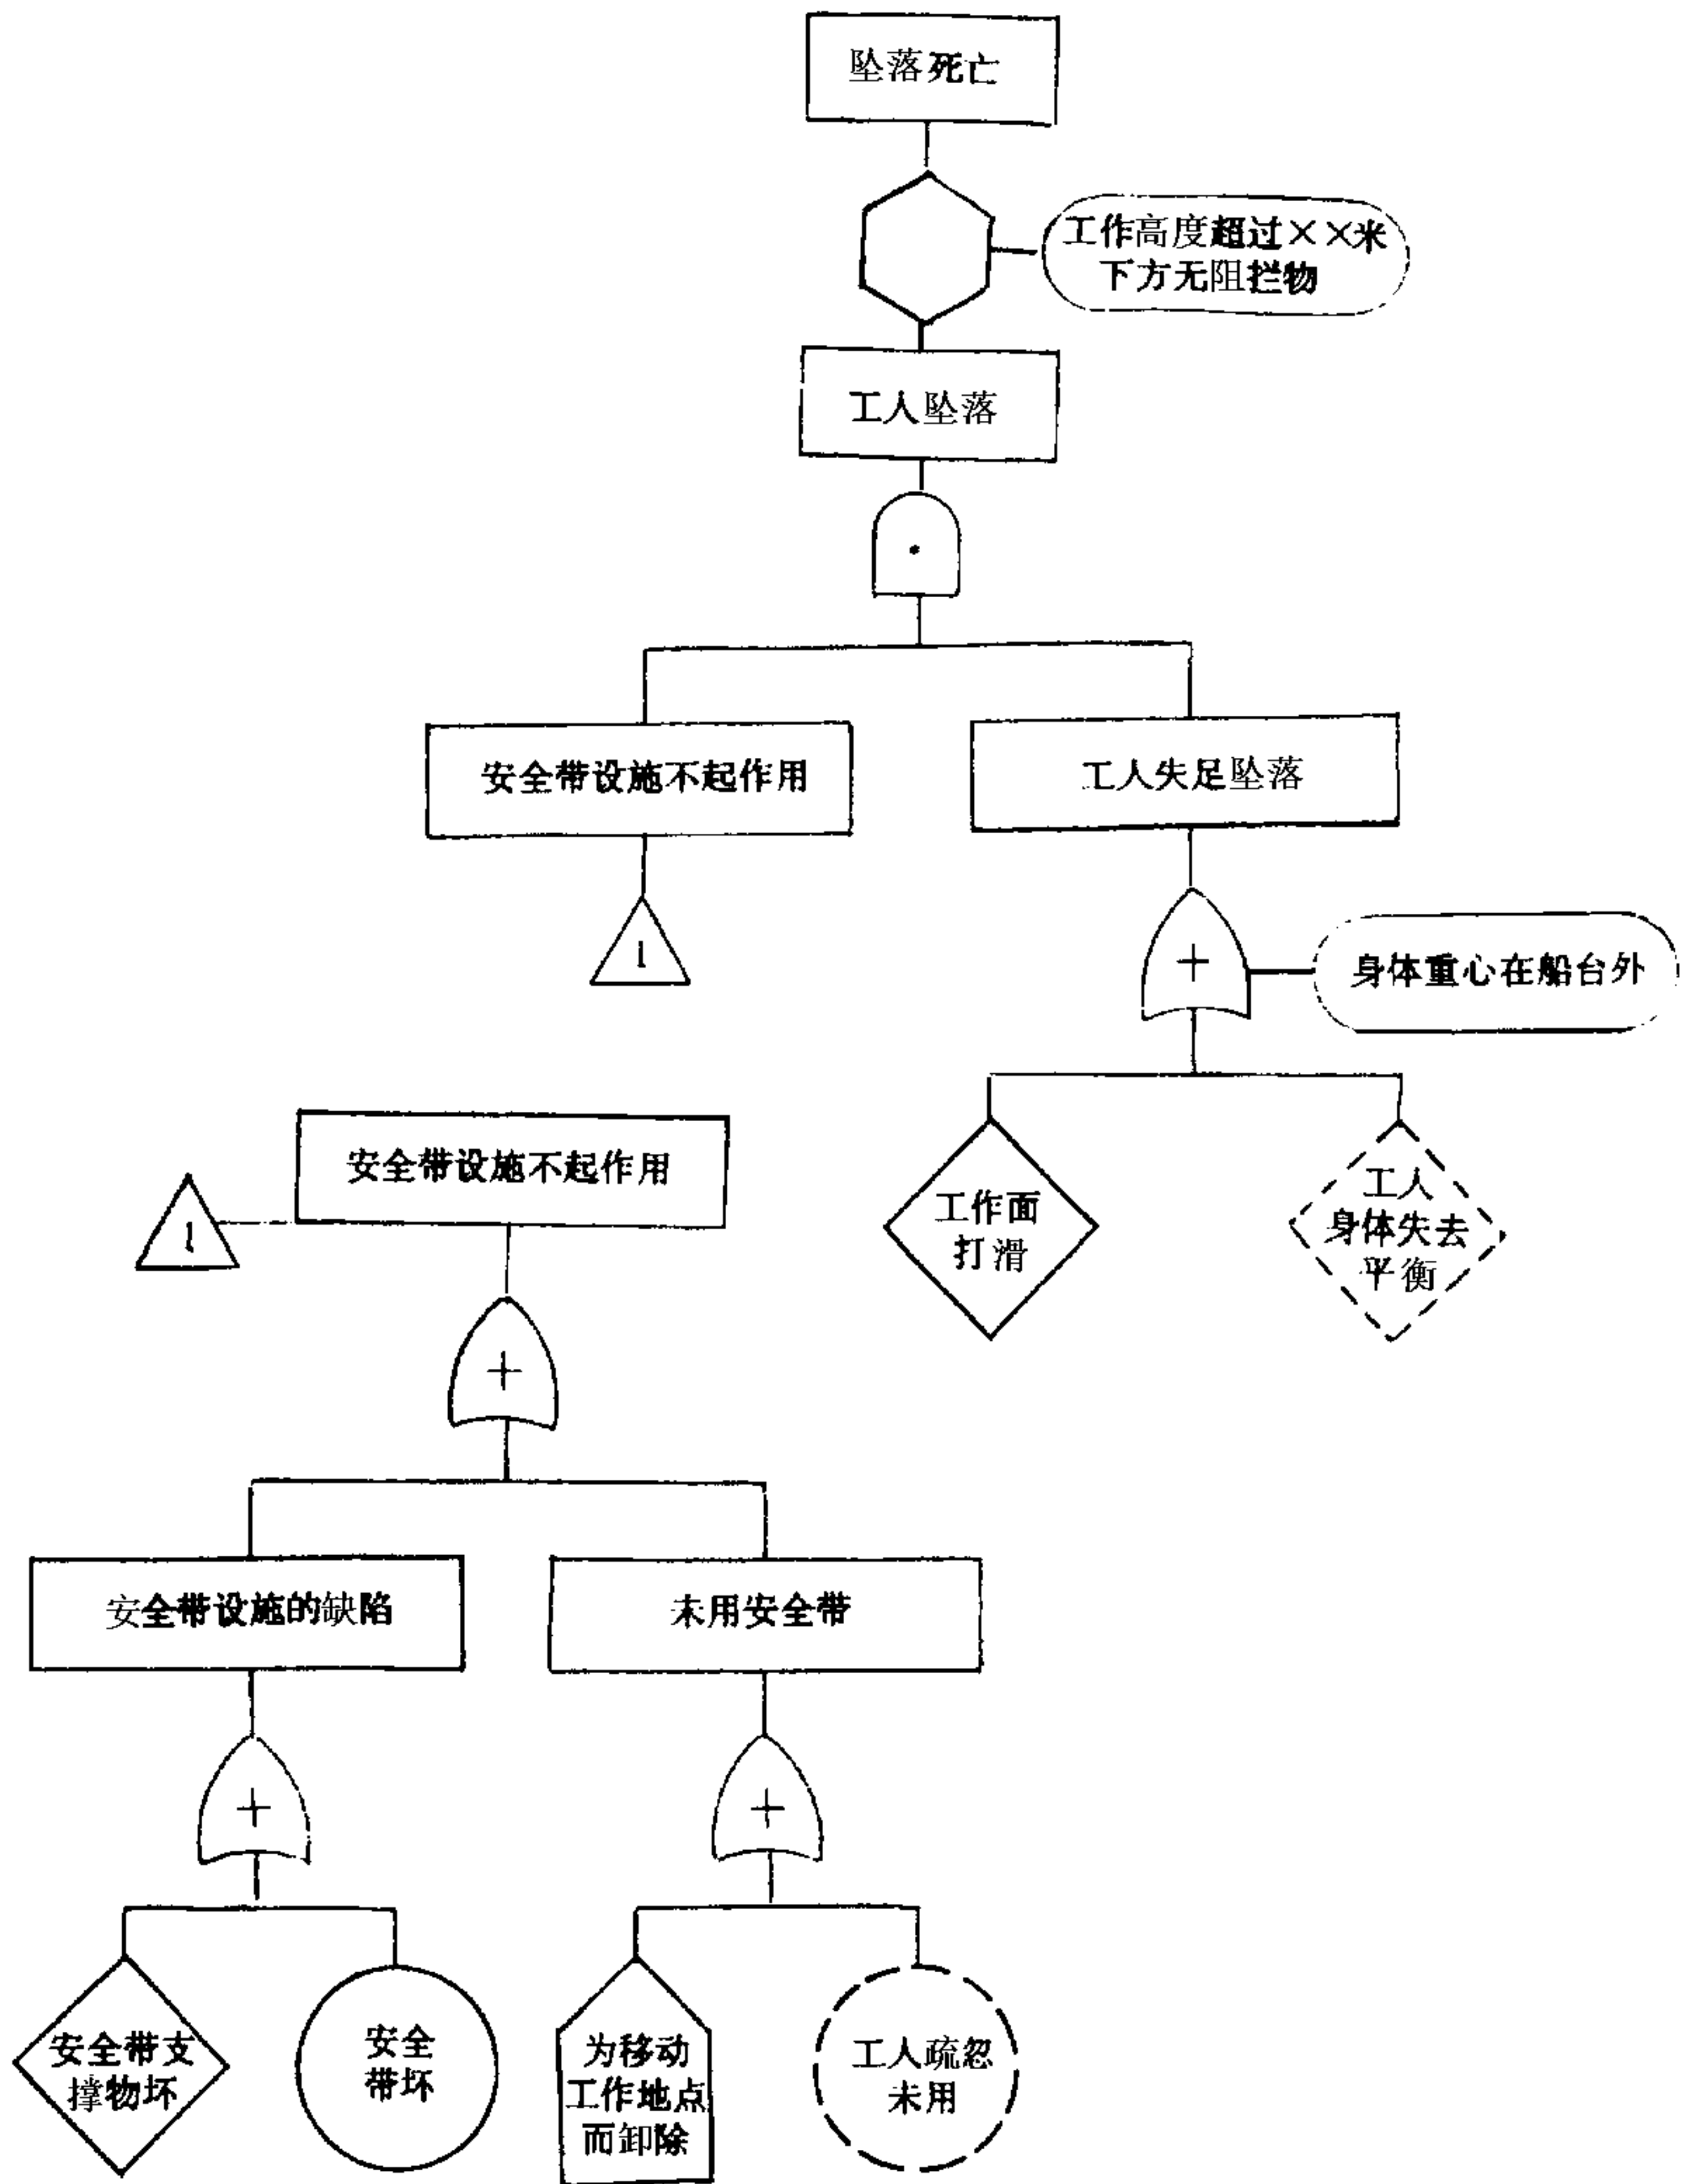 坠落死亡
工作高度超过××米
下方无阻拦物
工人坠落
·
安全带设施不起作用
工人失足坠落
1
+
身体重心在船台外
安全带设施不起作用
1
工作面
打滑
工人
身体失去
平衡
+
安全带设施的缺陷
未用安全带
+
+
安全带支
撑物坏
安全
带坏
为移动
工作地点
而卸除
工人疏忽
未用